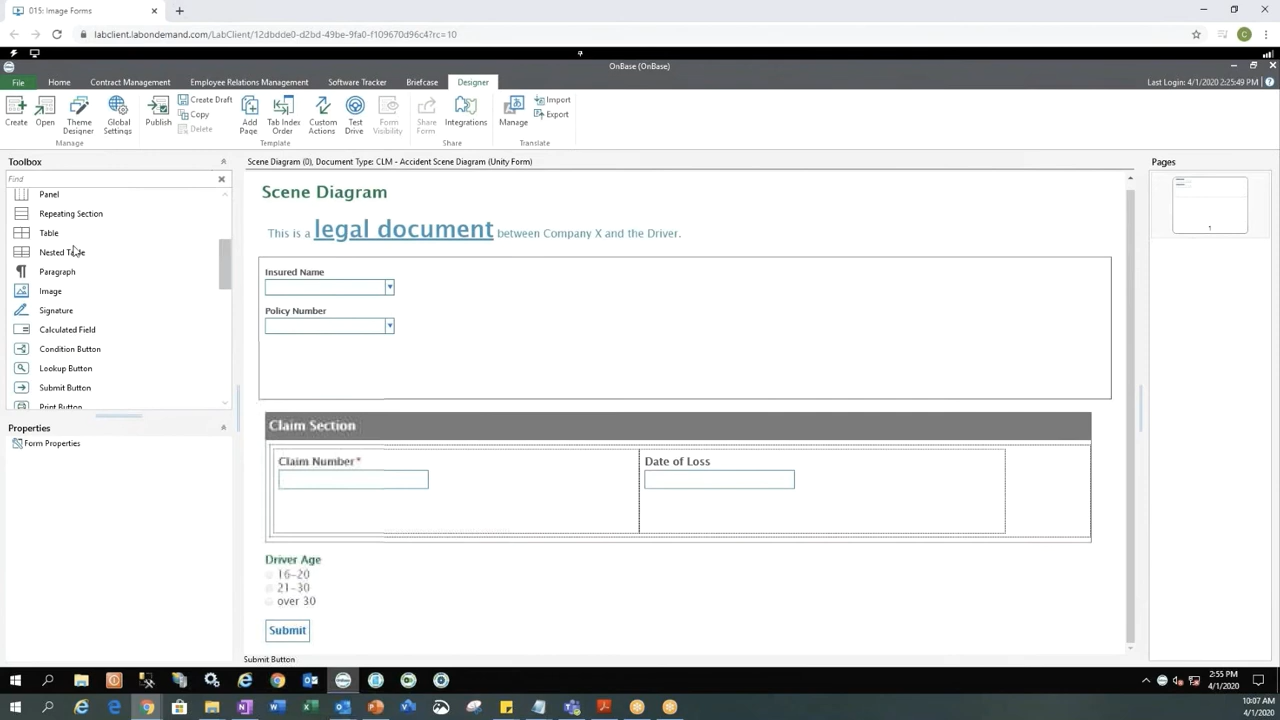 015: Image Forms
labclient.labondemand.com/LabClient/12dbdde0-d2bd-49be-9fa0-f109670d96c4?rc=10
C
OnBase (OnBase)
File Home Contract Management Employee Relations Management Software Tracker Briefcase Designer
Last Login: 4/1/2020 2:25:49 PM
Create Open Theme Designer Global Settings Publish Create Draft Copy Delete Add Page Tab Index Order Custom Actions Test Drive Form Visibility Share Form Integrations Manage Import Export
Manage Template Share Translate
Toolbox
Scene Diagram (0), Document Type: CLM - Accident Scene Diagram (Unity Form)
Pages
Find
Panel
Repeating Section
Table
Nested Table
Paragraph
Image
Signature
Calculated Field
Condition Button
Lookup Button
Submit Button
Print Button
Properties
Form Properties
Scene Diagram
This is a legal document between Company X and the Driver.
Insured Name
Policy Number
Claim Section
Claim Number *
Date of Loss
Driver Age
16-20
21-30
over 30
Submit
Submit Button
1
2:55 PM
4/1/2020
10:07 AM
4/1/2020